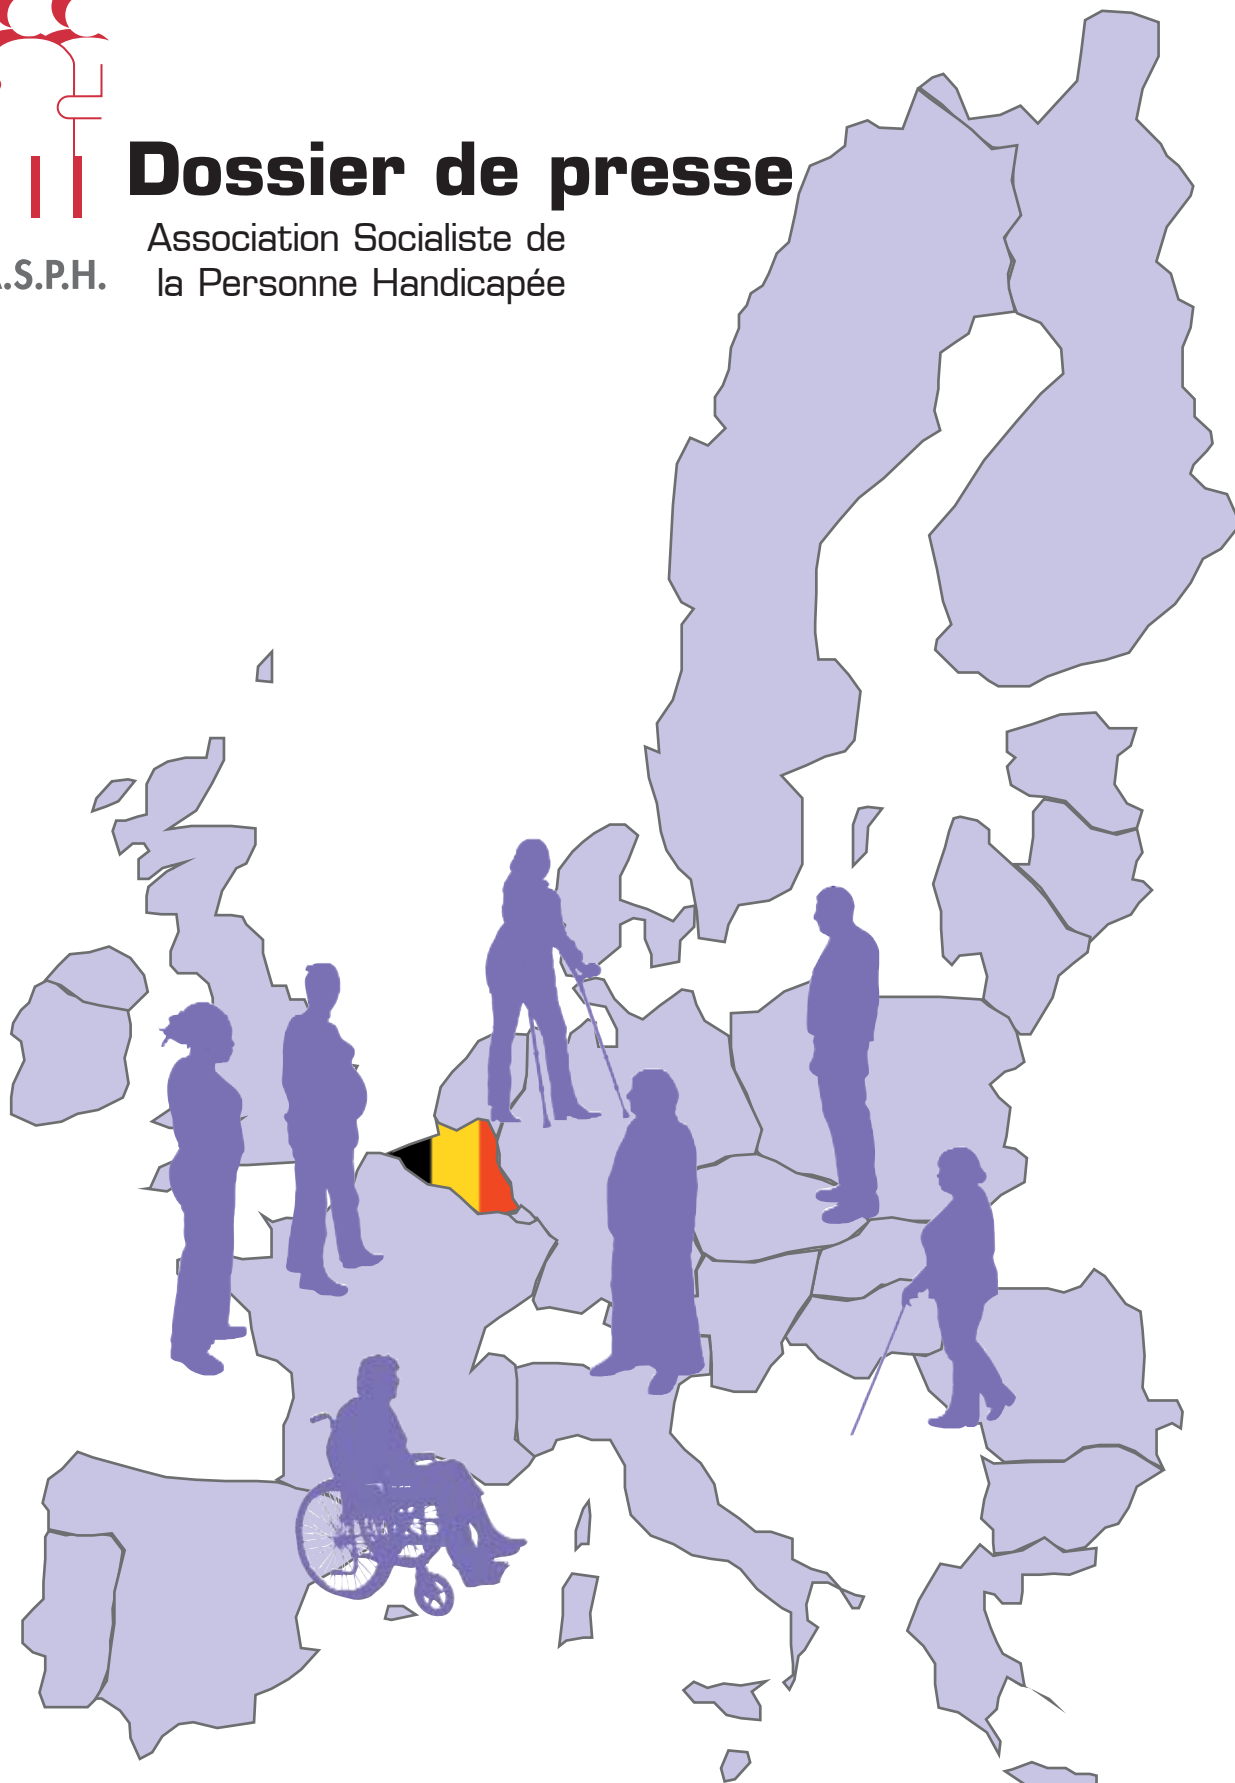 Dossier de presse
Association Socialiste de
la Personne Handicapée
.S.P.H.